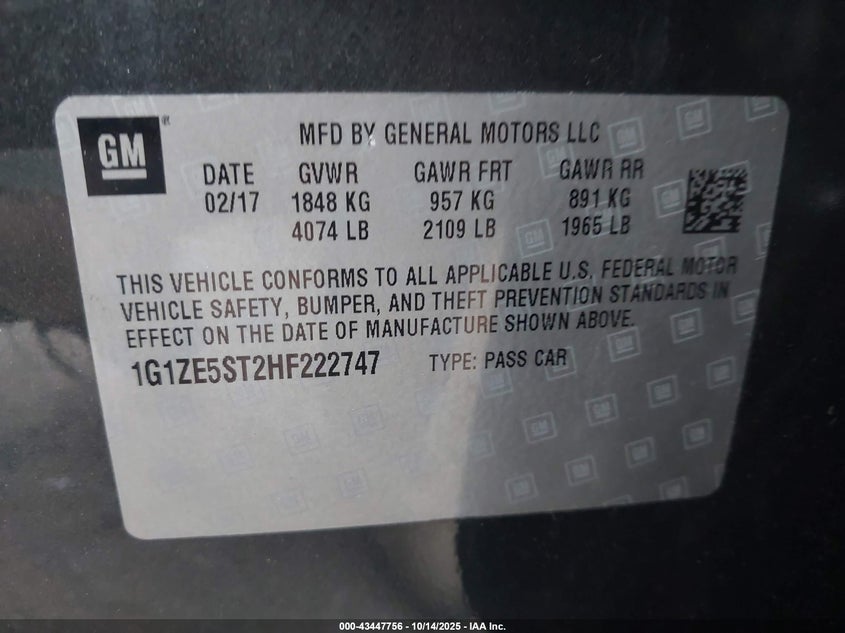 GM
MFD BY GENERAL MOTORS LLC
DATE GVWR GAWR FRT GAWR RR
02/17 1848 KG 957 KG 891 KG
4074 LB 2109 LB 1965 LB
THIS VEHICLE CONFORMS TO ALL APPLICABLE U.S. FEDERAL MOTOR
VEHICLE SAFETY, BUMPER, AND THEFT PREVENTION STANDARDS IN
EFFECT ON THE DATE OF MANUFACTURE SHOWN ABOVE.
1G1ZE5ST2HF222747 TYPE: PASS CAR
000-43447756 - 10/14/2025 - IAA Inc.